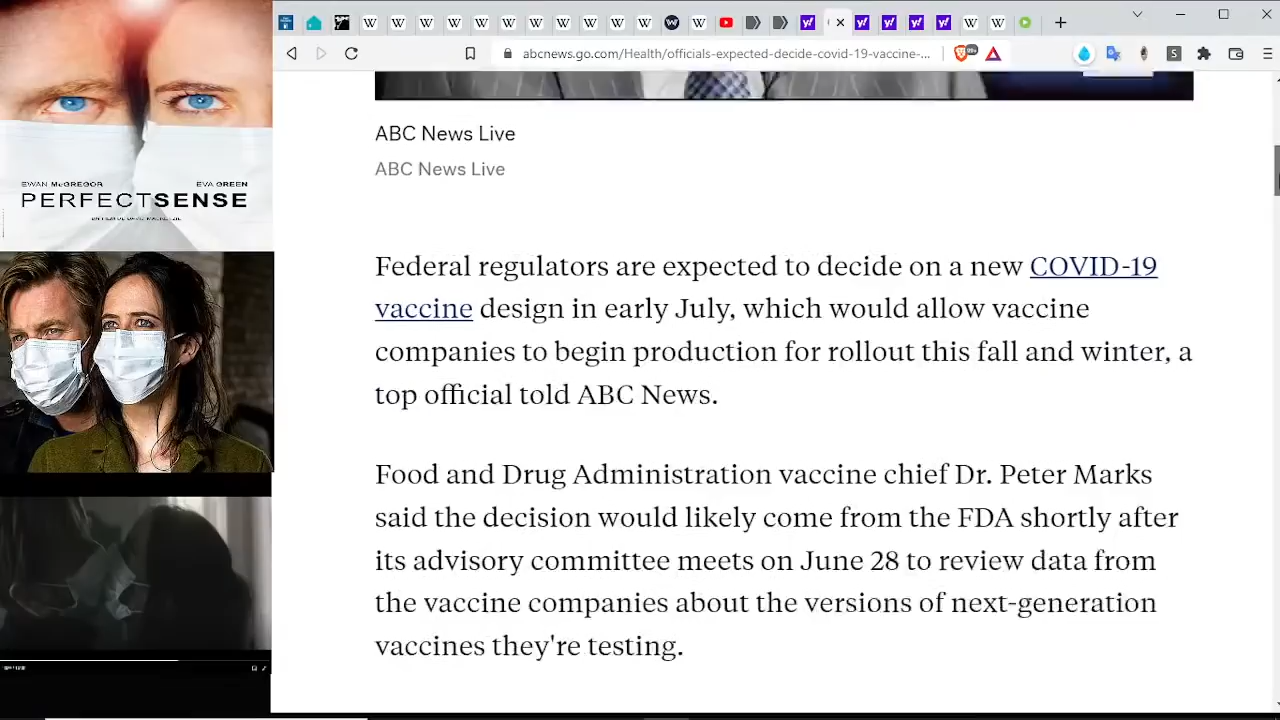 abcnews.go.com/Health/officials-expected-decide-covid-19-vaccine-...
EWAN McGREGOR EVA GREEN
PERFECTSENSE
ABC News Live
ABC News Live
Federal regulators are expected to decide on a new COVID-19
vaccine design in early July, which would allow vaccine
companies to begin production for rollout this fall and winter, a
top official told ABC News.
Food and Drug Administration vaccine chief Dr. Peter Marks
said the decision would likely come from the FDA shortly after
its advisory committee meets on June 28 to review data from
the vaccine companies about the versions of next-generation
vaccines they're testing.